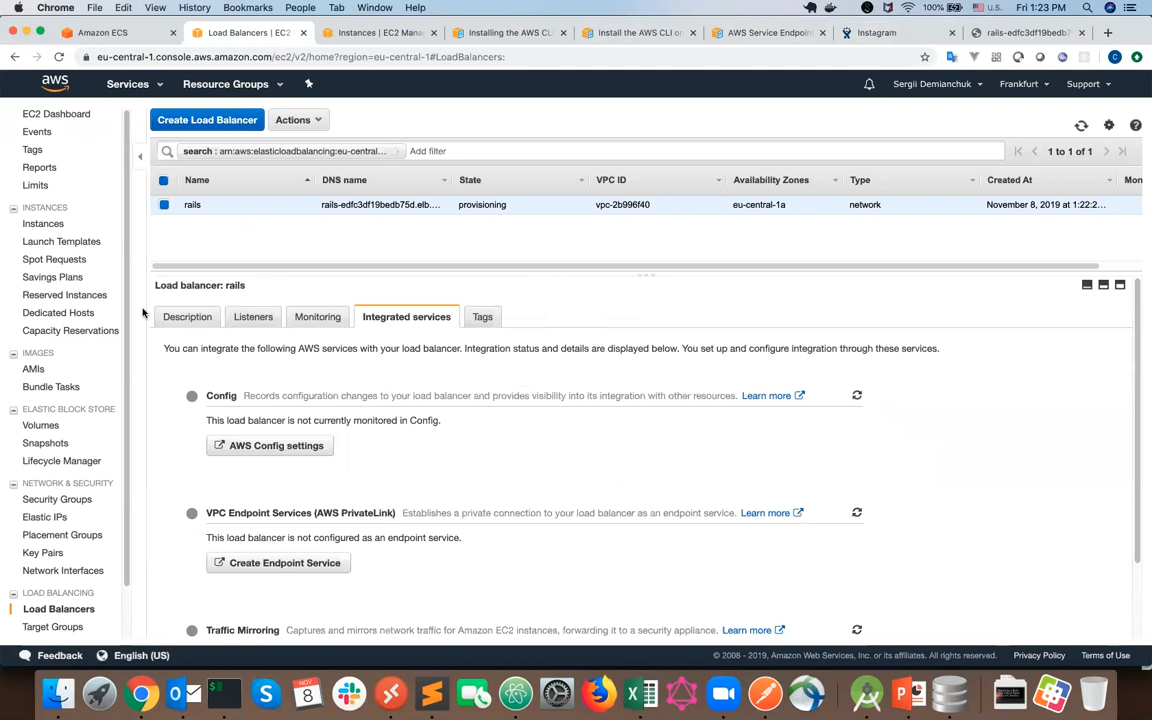 Chrome File Edit View History Bookmarks People Tab Window Help 100% U.S. Fri 1:23 PM
Amazon ECS Load Balancers | EC2 Instances | EC2 Manag Installing the AWS CLI Install the AWS CLI on AWS Service Endpoin Instagram rails-edfc3df19bedb7
eu-central-1.console.aws.amazon.com/ec2/v2/home?region=eu-central-1#LoadBalancers:
aws Services Resource Groups Sergii Demianchuk Frankfurt Support
EC2 Dashboard
Events
Tags
Reports
Limits
INSTANCES
Instances
Launch Templates
Spot Requests
Savings Plans
Reserved Instances
Dedicated Hosts
Capacity Reservations
IMAGES
AMIs
Bundle Tasks
ELASTIC BLOCK STORE
Volumes
Snapshots
Lifecycle Manager
NETWORK & SECURITY
Security Groups
Elastic IPs
Placement Groups
Key Pairs
Network Interfaces
LOAD BALANCING
Load Balancers
Target Groups
Create Load Balancer Actions
search : arn:aws:elasticloadbalancing:eu-central... Add filter 1 to 1 of 1
Name DNS name State VPC ID Availability Zones Type Created At Mon
rails rails-edfc3df19bedb75d.elb.... provisioning vpc-2b996f40 eu-central-1a network November 8, 2019 at 1:22:2...
Load balancer: rails
Description Listeners Monitoring Integrated services Tags
You can integrate the following AWS services with your load balancer. Integration status and details are displayed below. You set up and configure integration through these services.
Config Records configuration changes to your load balancer and provides visibility into its integration with other resources. Learn more
This load balancer is not currently monitored in Config.
AWS Config settings
VPC Endpoint Services (AWS PrivateLink) Establishes a private connection to your load balancer as an endpoint service. Learn more
This load balancer is not configured as an endpoint service.
Create Endpoint Service
Traffic Mirroring Captures and mirrors network traffic for Amazon EC2 instances, forwarding it to a security appliance. Learn more
Feedback English (US) © 2008 - 2019, Amazon Web Services, Inc. or its affiliates. All rights reserved. Privacy Policy Terms of Use
NOV
8